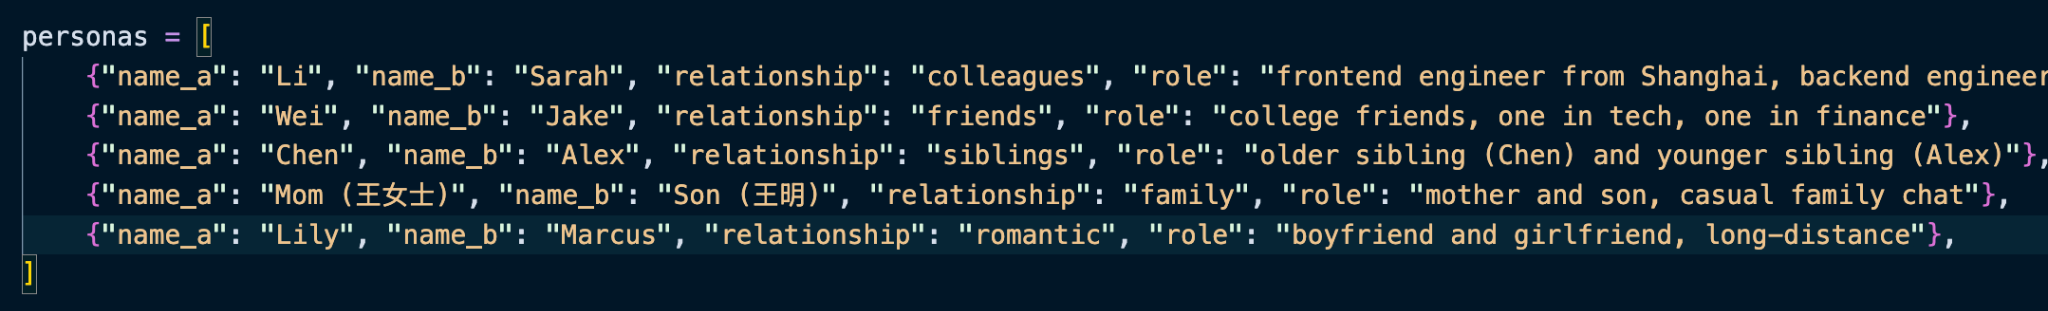 personas = [
    {"name_a": "Li", "name_b": "Sarah", "relationship": "colleagues", "role": "frontend engineer from Shanghai, backend engineer
    {"name_a": "Wei", "name_b": "Jake", "relationship": "friends", "role": "college friends, one in tech, one in finance"},
    {"name_a": "Chen", "name_b": "Alex", "relationship": "siblings", "role": "older sibling (Chen) and younger sibling (Alex)"},
    {"name_a": "Mom (王女士)", "name_b": "Son (王明)", "relationship": "family", "role": "mother and son, casual family chat"},
    {"name_a": "Lily", "name_b": "Marcus", "relationship": "romantic", "role": "boyfriend and girlfriend, long-distance"},
]